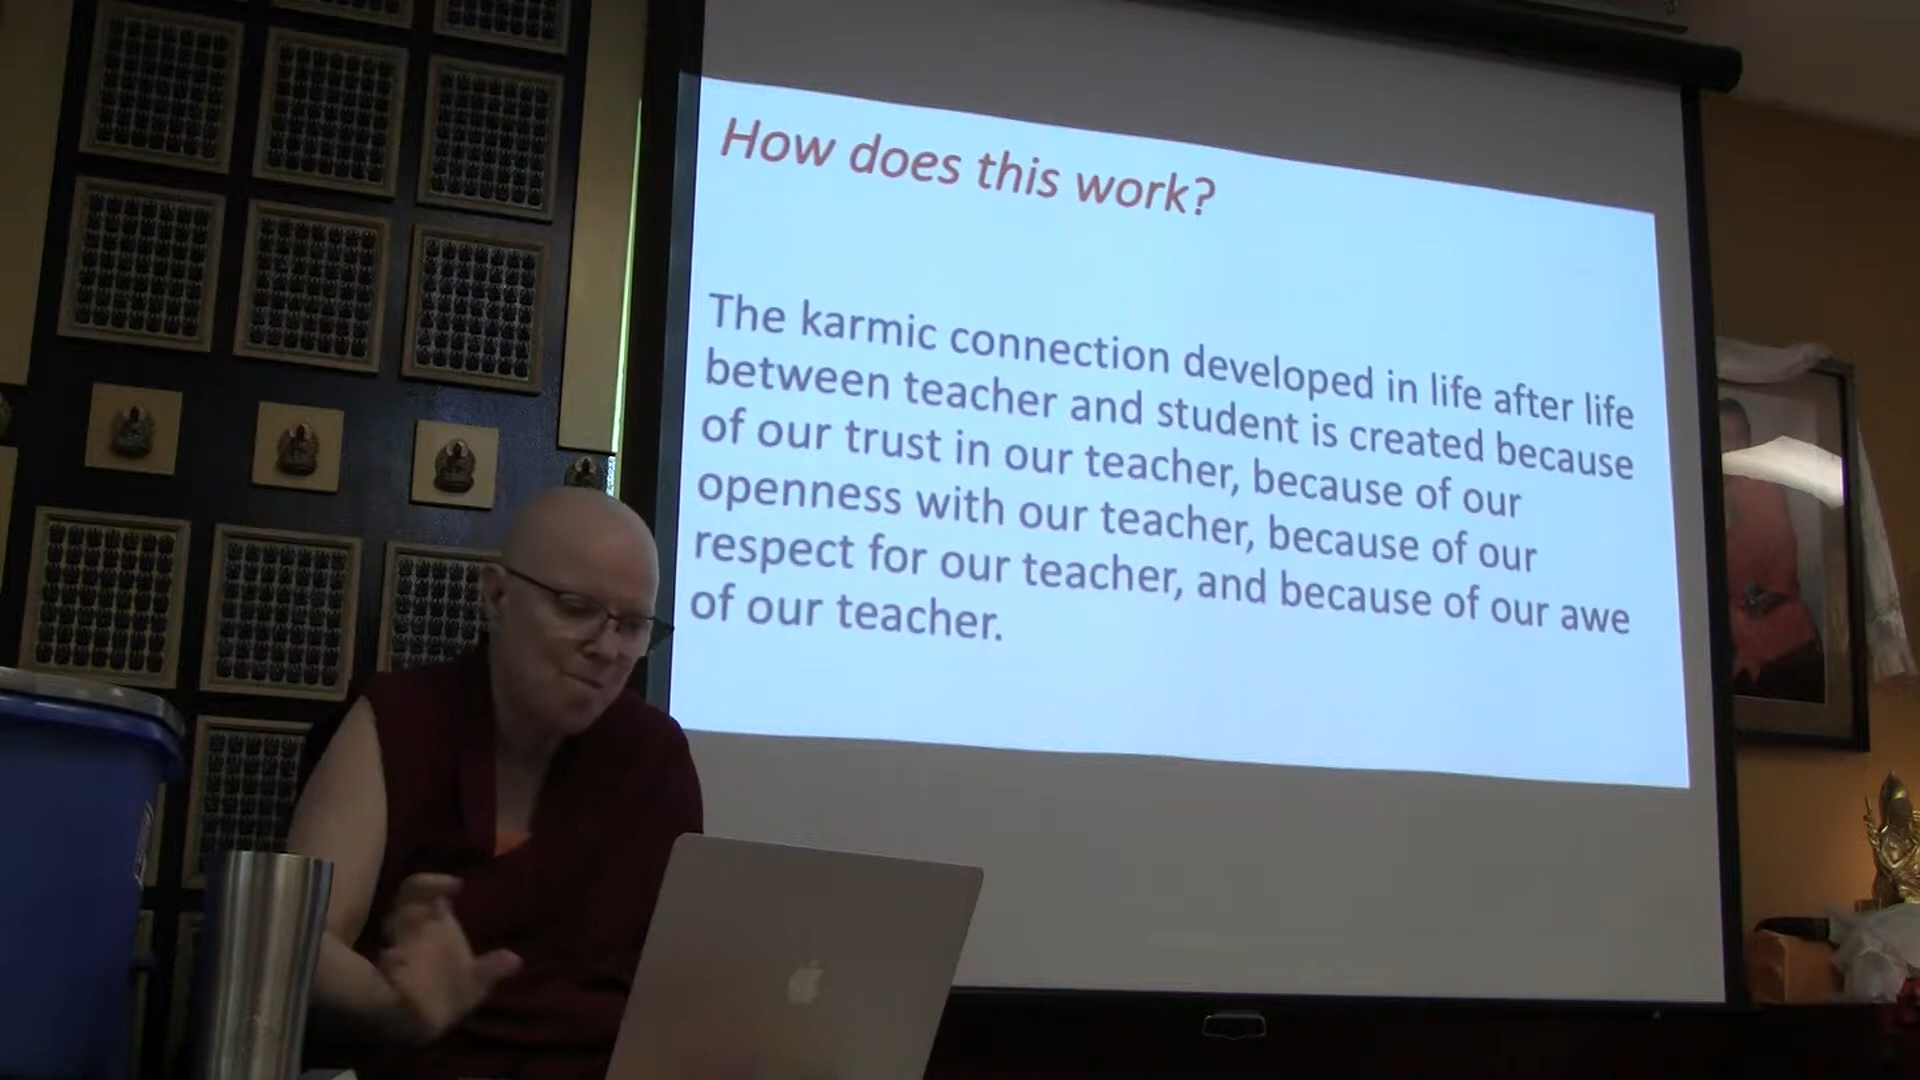 How does this work?
The karmic connection developed in life after life
between teacher and student is created because
of our trust in our teacher, because of our
openness with our teacher, because of our
respect for our teacher, and because of our awe
of our teacher.